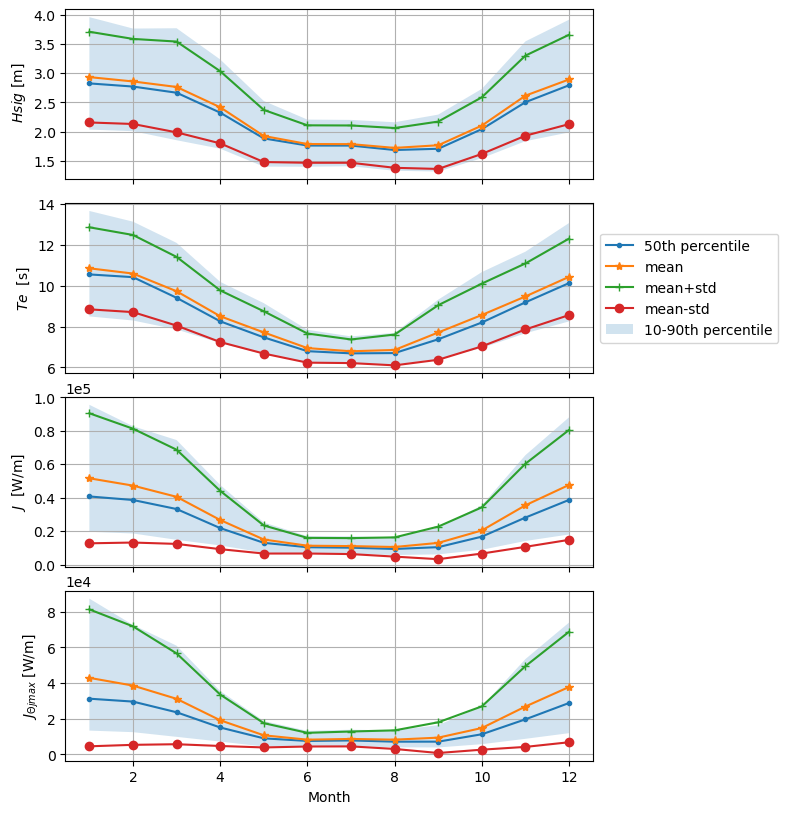 4.0
3.5
3.0
2.5
2.0
1.5
Hsig [m]
14
12
10
8
6
Te [s]
50th percentile
mean
mean+std
mean-std
10-90th percentile
1e5
1.0
0.8
0.6
0.4
0.2
0.0
J [W/m]
1e4
8
6
4
2
0
J_{Θjmax} [W/m]
2 4 6 8 10 12
Month